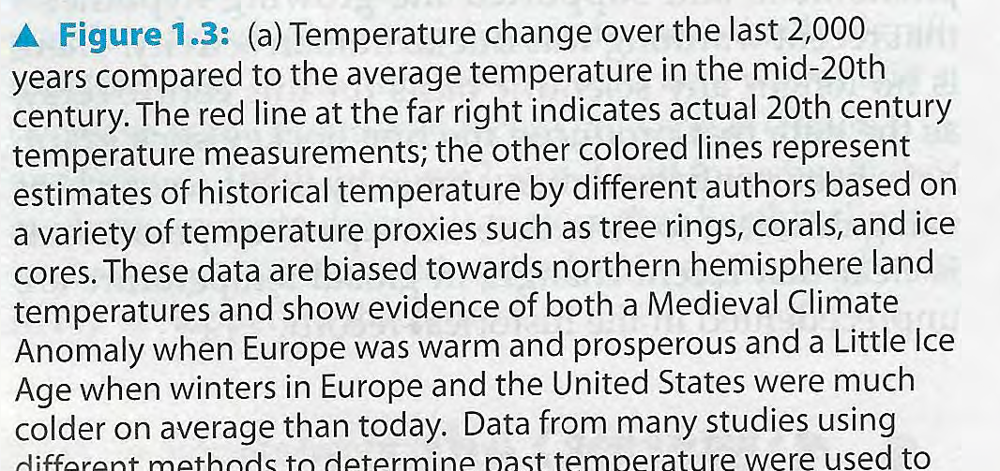 ▲ Figure 1.3: (a) Temperature change over the last 2,000
years compared to the average temperature in the mid-20th
century. The red line at the far right indicates actual 20th century
temperature measurements; the other colored lines represent
estimates of historical temperature by different authors based on
a variety of temperature proxies such as tree rings, corals, and ice
cores. These data are biased towards northern hemisphere land
temperatures and show evidence of both a Medieval Climate
Anomaly when Europe was warm and prosperous and a Little Ice
Age when winters in Europe and the United States were much
colder on average than today. Data from many studies using
different methods to determine past temperature were used to